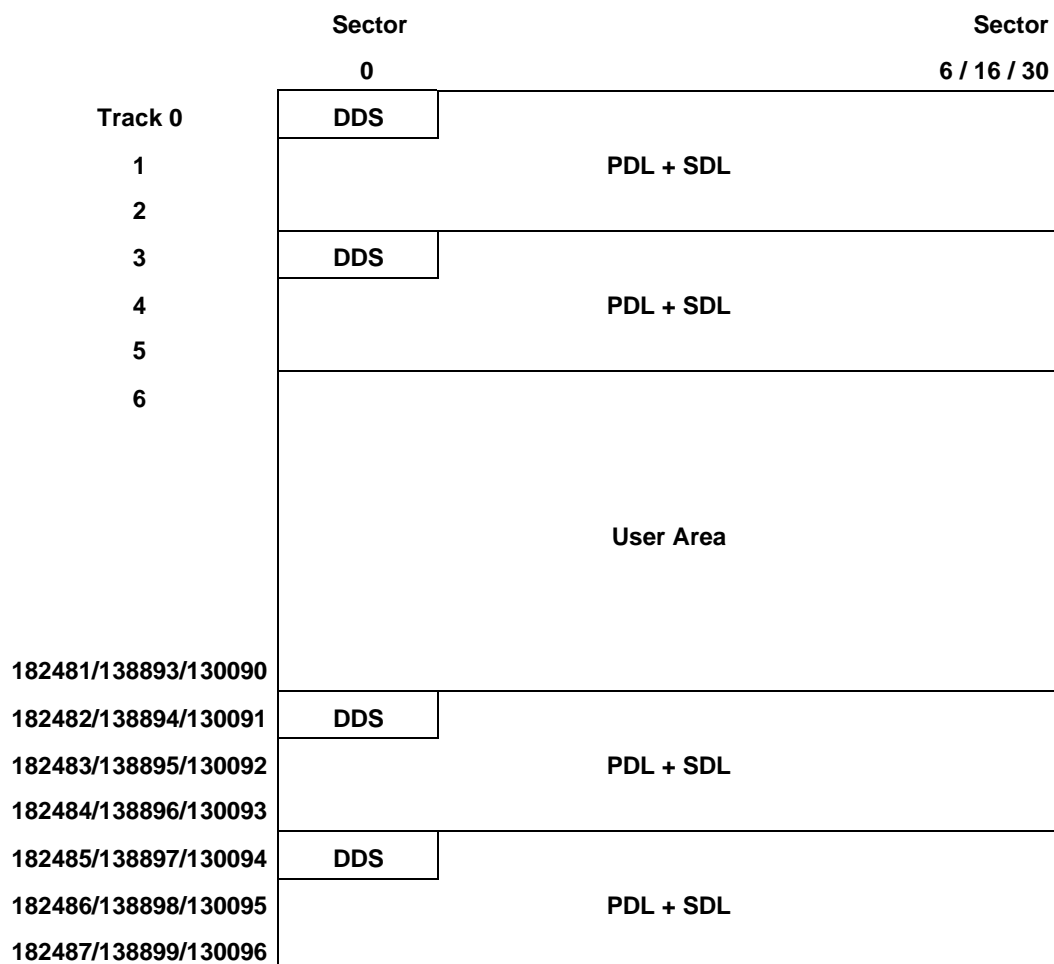 Sector Sector
0 6 / 16 / 30
Track 0 DDS
1 PDL + SDL
2
3 DDS
4 PDL + SDL
5
6
User Area
182481/138893/130090
182482/138894/130091 DDS
182483/138895/130092 PDL + SDL
182484/138896/130093
182485/138897/130094 DDS
182486/138898/130095 PDL + SDL
182487/138899/130096